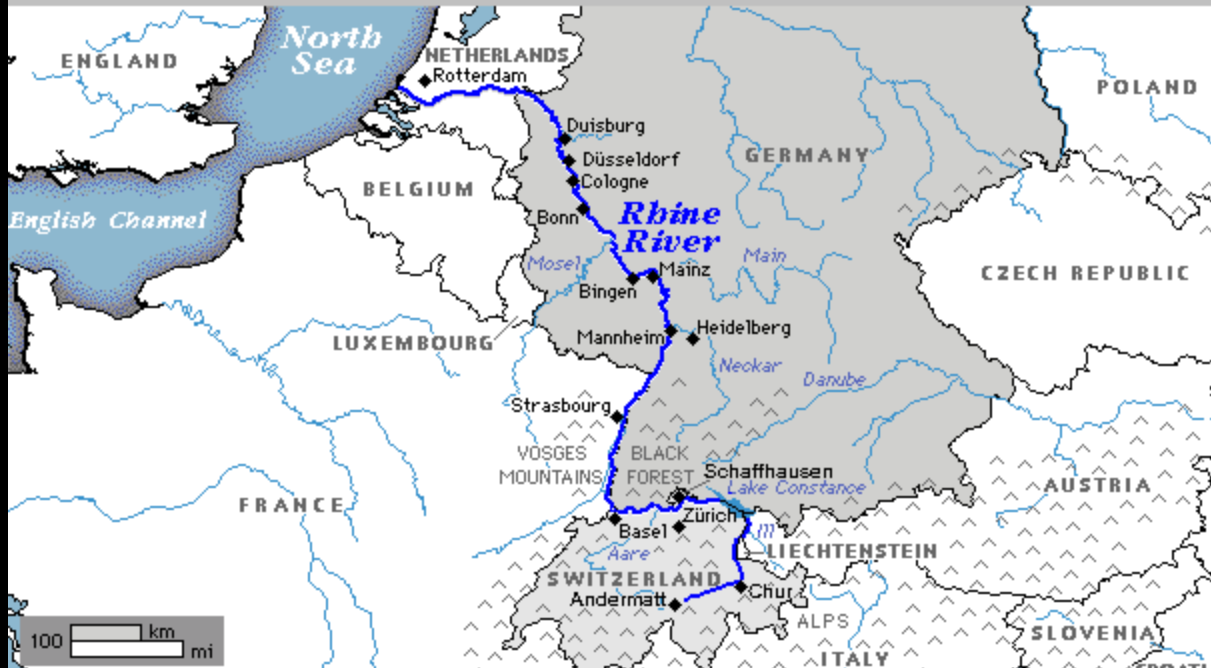 North
Sea
ENGLAND
NETHERLANDS
Rotterdam
POLAND
Duisburg
GERMANY
Düsseldorf
Cologne
BELGIUM
Bonn
Rhine
River
English Channel
Mosel
Main
Mainz
Bingen
CZECH REPUBLIC
Heidelberg
Mannheim
LUXEMBOURG
Neckar
Danube
Strasbourg
VOSGES
MOUNTAINS
BLACK
FOREST
Schaffhausen
Lake Constance
AUSTRIA
FRANCE
Zürich
Basel
Ill
Aare
LIECHTENSTEIN
SWITZERLAND
Chur
Andermatt
ALPS
SLOVENIA
ITALY
100 km
mi